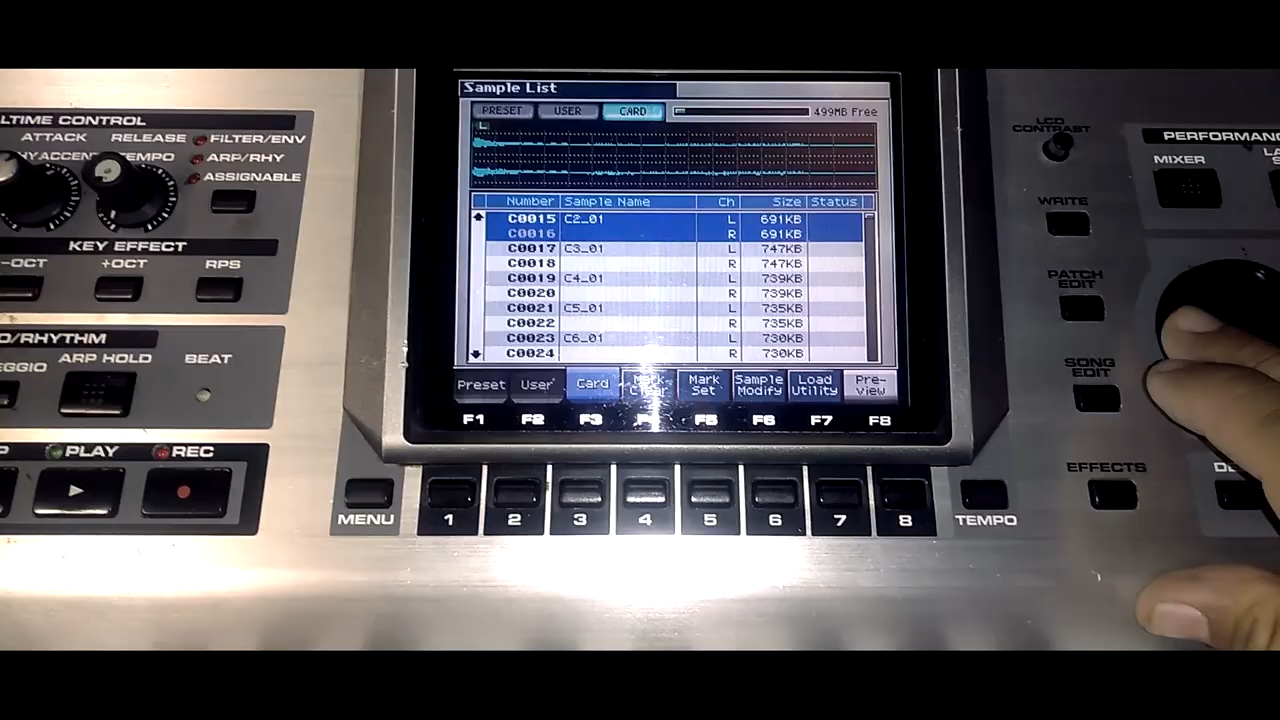 Sample List
PRESET USER CARD 499MB Free
L
Number Sample Name Ch Size Status
C0015 C2_01 L 691KB
C0016 R 691KB
C0017 C3_01 L 747KB
C0018 R 747KB
C0019 C4_01 L 739KB
C0020 R 739KB
C0021 C5_01 L 735KB
C0022 R 735KB
C0023 C6_01 L 730KB
C0024 R 730KB
Preset User Card Mark Clear Mark Set Sample Modify Load Utility Pre-view
F1 F2 F3 F5 F6 F7 F8
MENU 1 2 3 4 5 6 7 8 TEMPO
LTIME CONTROL
ATTACK RELEASE FILTER/ENV
ACCENT TEMPO ARP/RHY
ASSIGNABLE
KEY EFFECT
-OCT +OCT RPS
O/RHYTHM
EGGIO ARP HOLD BEAT
P PLAY REC
LCD
CONTRAST
WRITE
PATCH
EDIT
SONG
EDIT
EFFECTS
PERFORMAN
MIXER LA
DE